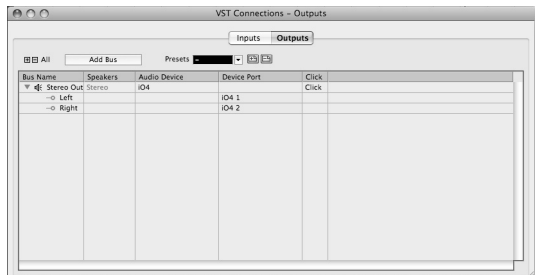 VST Connections – Outputs
Inputs Outputs
All Add Bus Presets –
Bus Name Speakers Audio Device Device Port Click
Stereo Out Stereo iO4 Click
Left iO4 1
Right iO4 2